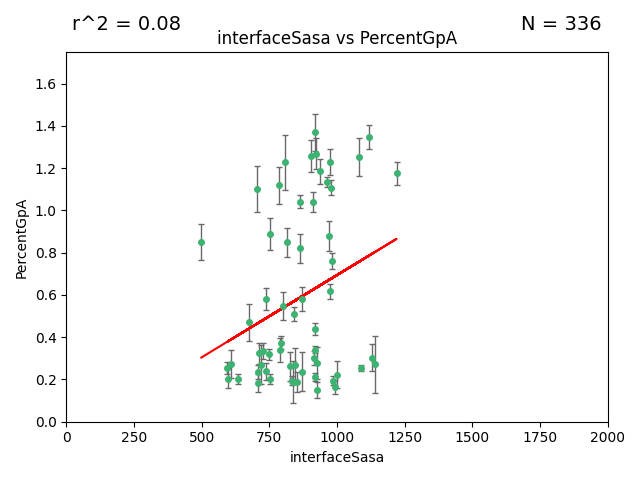 r^2 = 0.08
N = 336
interfaceSasa vs PercentGpA
PercentGpA
1.6
1.4
1.2
1.0
0.8
0.6
0.4
0.2
0.0
0 250 500 750 1000 1250 1500 1750 2000
interfaceSasa